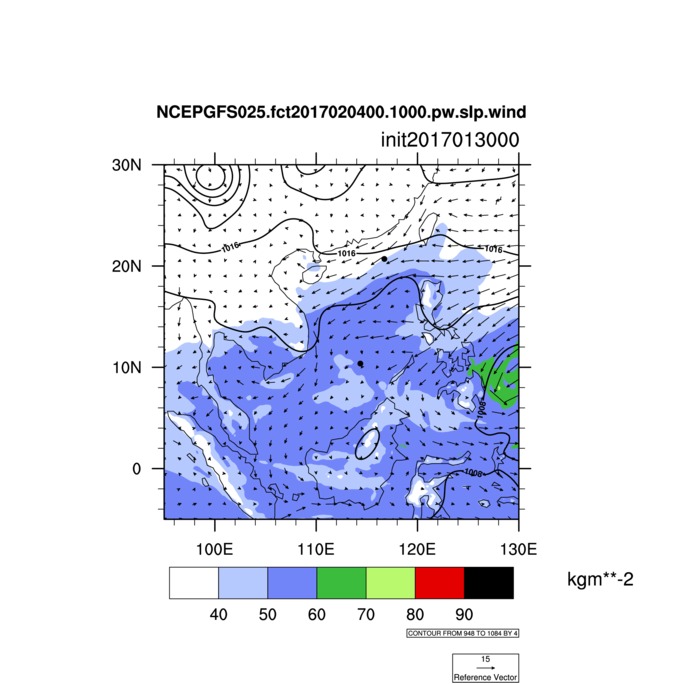 NCEPGFS025.fct2017020400.1000.pw.slp.wind
init2017013000
30N
20N
10N
0
1016
1016
1016
1008
1008
100E
110E
120E
130E
40
50
60
70
80
90
kgm**-2
CONTOUR FROM 948 TO 1084 BY 4
15
Reference Vector